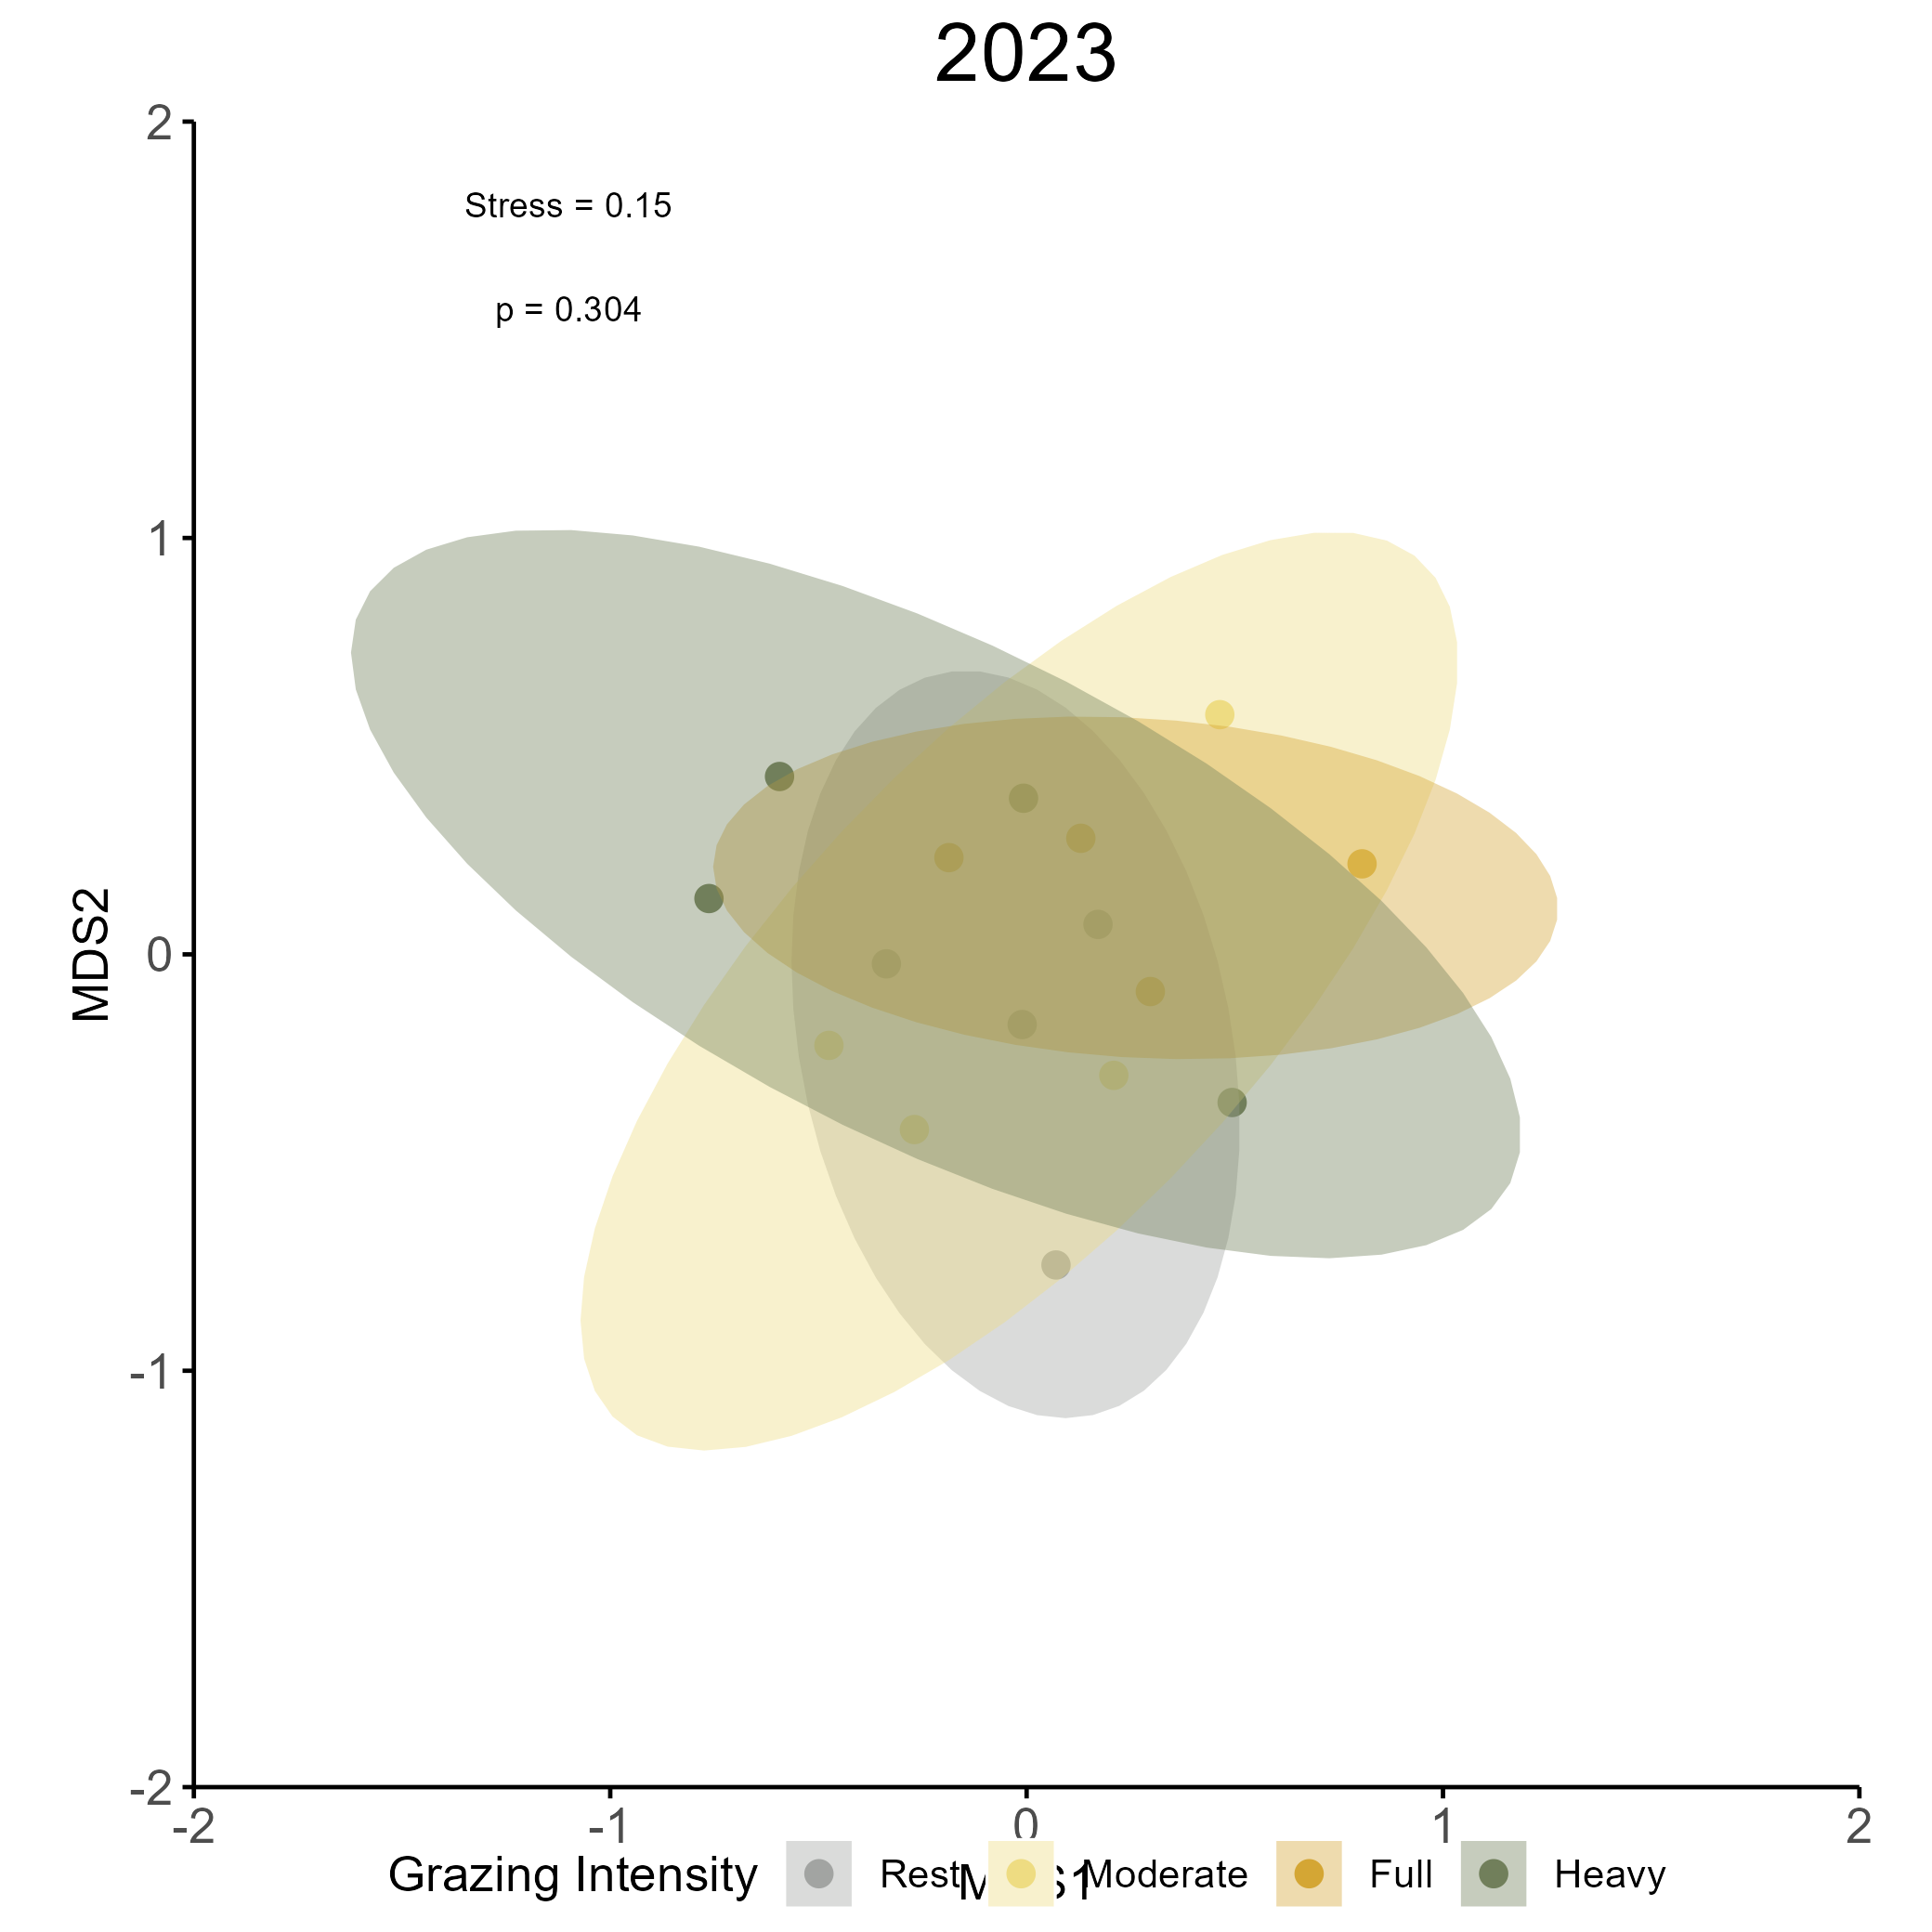 2023
2
Stress = 0.15
p = 0.304
1
MDS2
0
-1
-2
-2 -1 0 1 2
Grazing Intensity Rest Moderate Full Heavy